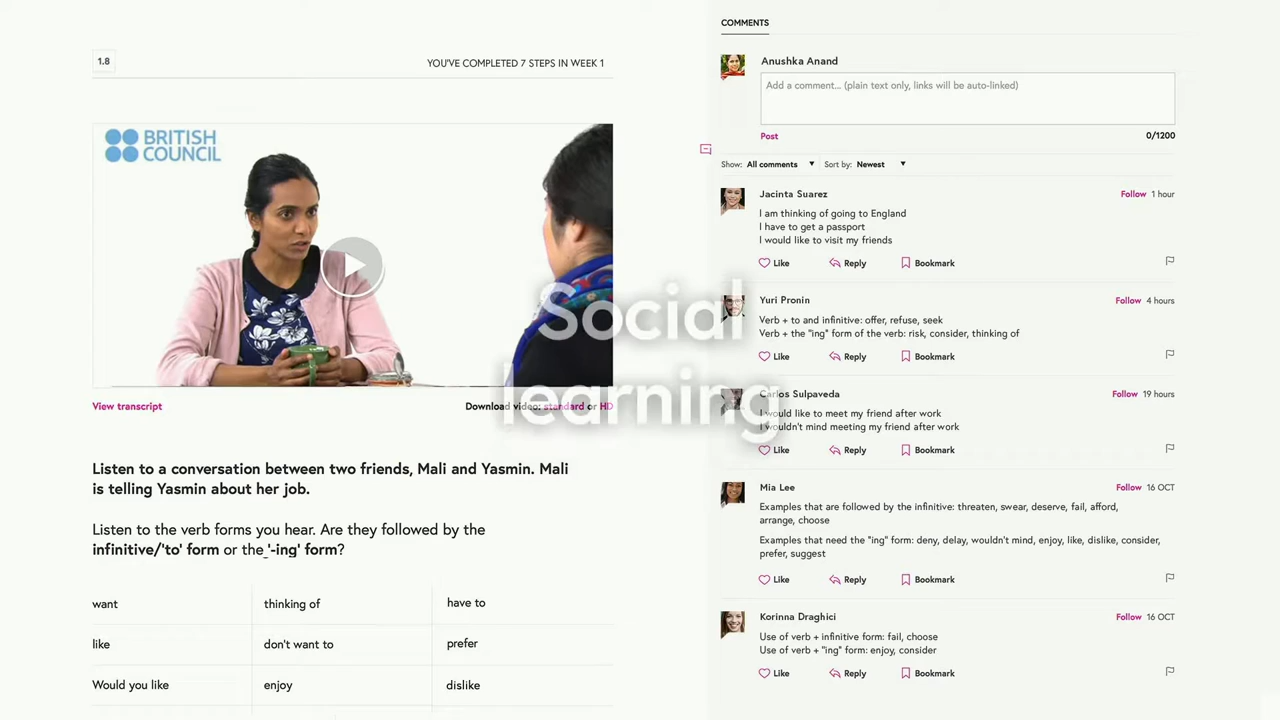 1.8
YOU'VE COMPLETED 7 STEPS IN WEEK 1
BRITISH
COUNCIL
View transcript
Download video: standard or HD
Listen to a conversation between two friends, Mali and Yasmin. Mali
is telling Yasmin about her job.
Listen to the verb forms you hear. Are they followed by the
infinitive/'to' form or the '-ing' form?
want thinking of have to
like don't want to prefer
Would you like enjoy dislike
Social
learning
COMMENTS
Anushka Anand
Add a comment... (plain text only, links will be auto-linked)
Post 0/1200
Show: All comments ▼ Sort by: Newest ▼
Jacinta Suarez Follow 1 hour
I am thinking of going to England
I have to get a passport
I would like to visit my friends
Like Reply Bookmark
Yuri Pronin Follow 4 hours
Verb + to and infinitive: offer, refuse, seek
Verb + the "ing" form of the verb: risk, consider, thinking of
Like Reply Bookmark
Carlos Sulpaveda Follow 19 hours
I would like to meet my friend after work
I wouldn't mind meeting my friend after work
Like Reply Bookmark
Mia Lee Follow 16 OCT
Examples that are followed by the infinitive: threaten, swear, deserve, fail, afford,
arrange, choose
Examples that need the "ing" form: deny, delay, wouldn't mind, enjoy, like, dislike, consider,
prefer, suggest
Like Reply Bookmark
Korinna Draghici Follow 16 OCT
Use of verb + infinitive form: fail, choose
Use of verb + "ing" form: enjoy, consider
Like Reply Bookmark